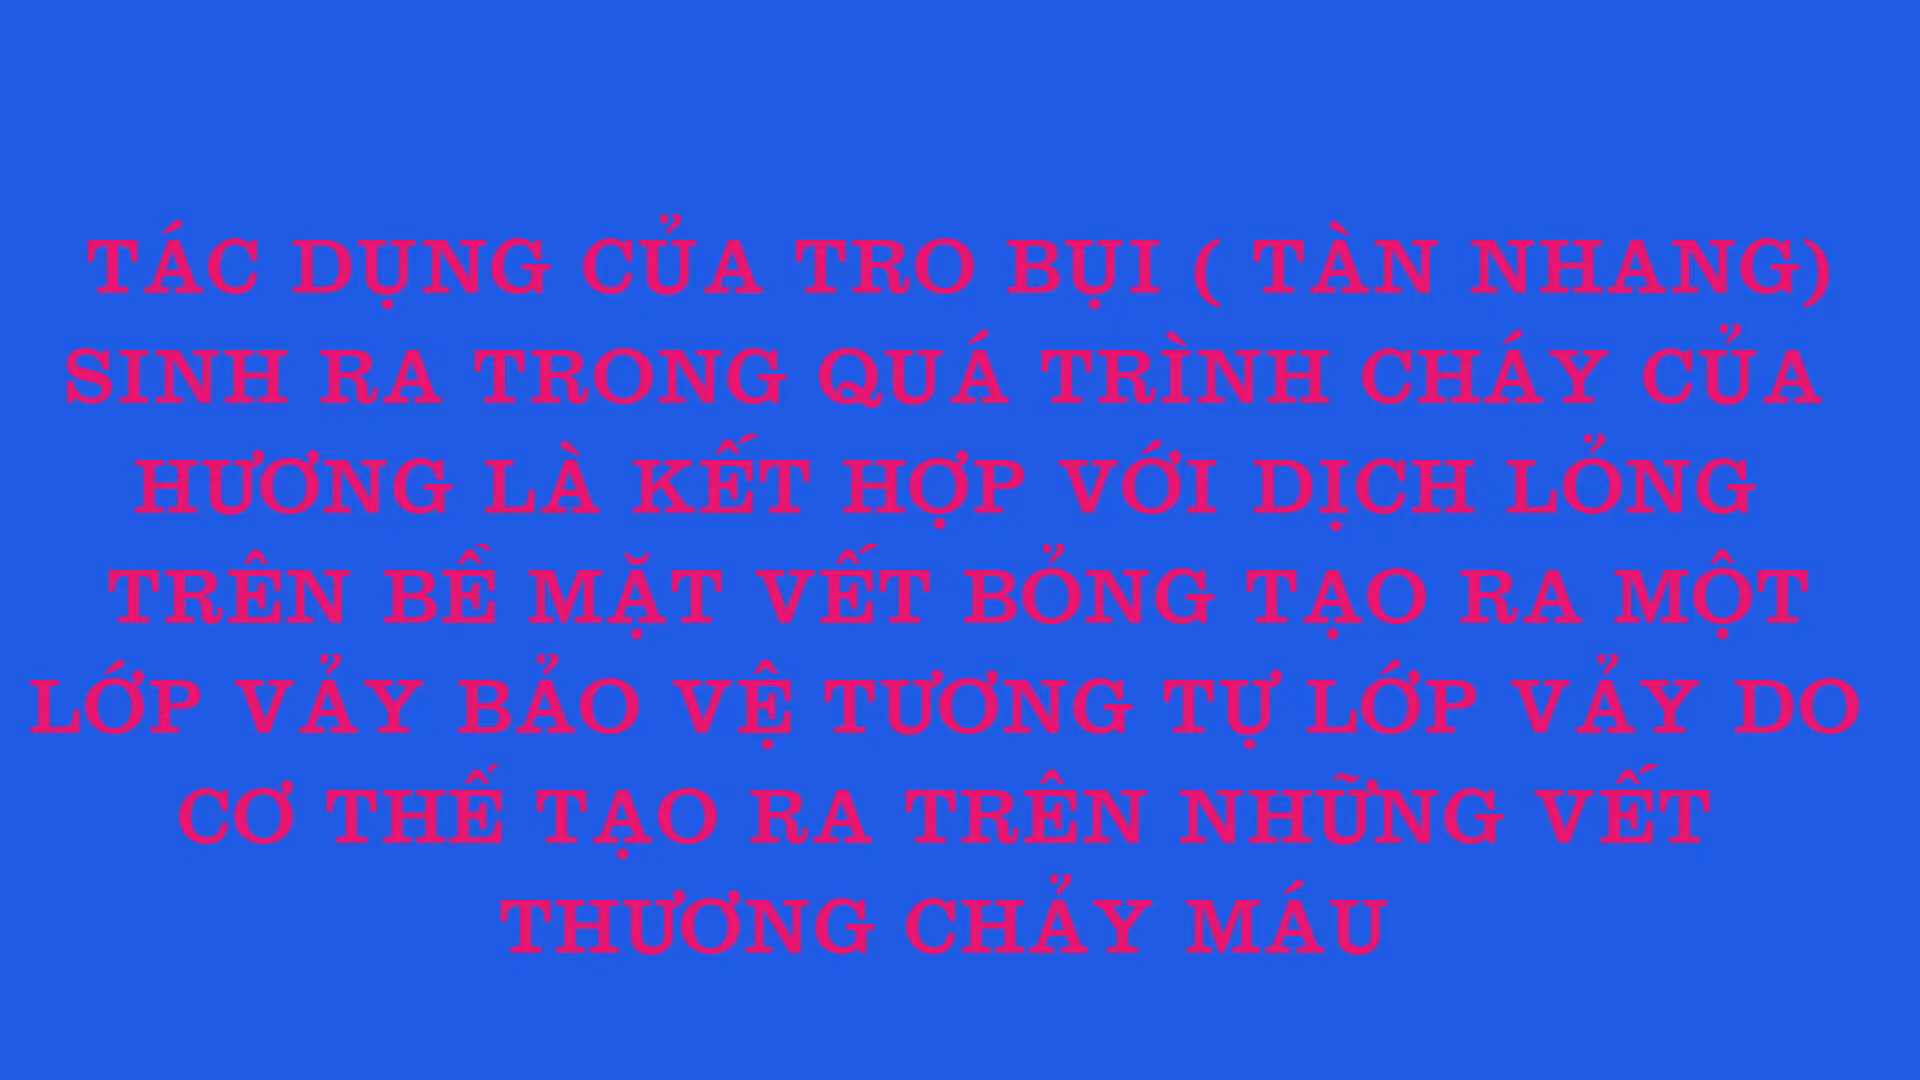 TÁC DỤNG CỦA TRO BỤI ( TÀN NHANG)
SINH RA TRONG QUÁ TRÌNH CHÁY CỦA
HƯƠNG LÀ KẾT HỢP VỚI DỊCH LỎNG
TRÊN BỀ MẶT VẾT BỎNG TẠO RA MỘT
LỚP VẢY BẢO VỆ TƯƠNG TỰ LỚP VẢY DO
CƠ THẾ TẠO RA TRÊN NHỮNG VẾT
THƯƠNG CHẢY MÁU